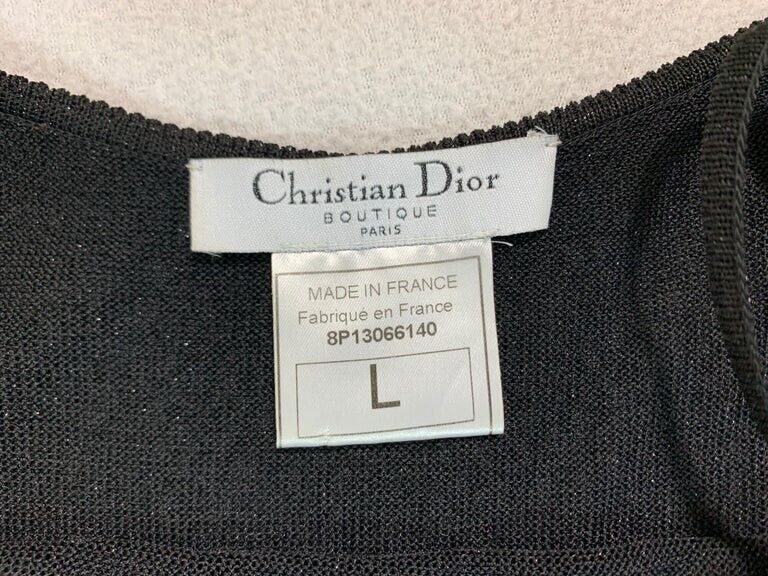 Christian Dior
BOUTIQUE
PARIS
MADE IN FRANCE
Fabriqué en France
8P13066140
L